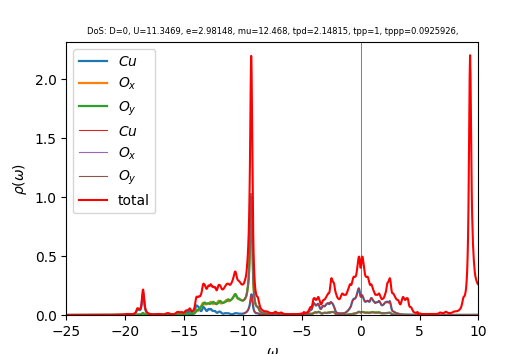 DoS: D=0, U=11.3469, e=2.98148, mu=12.468, tpd=2.14815, tpp=1, tppp=0.0925926,
ρ(ω)
2.0
1.5
1.0
0.5
0.0
Cu
Oₓ
O_y
Cu
Oₓ
O_y
total
−25 −20 −15 −10 −5 0 5 10
ω